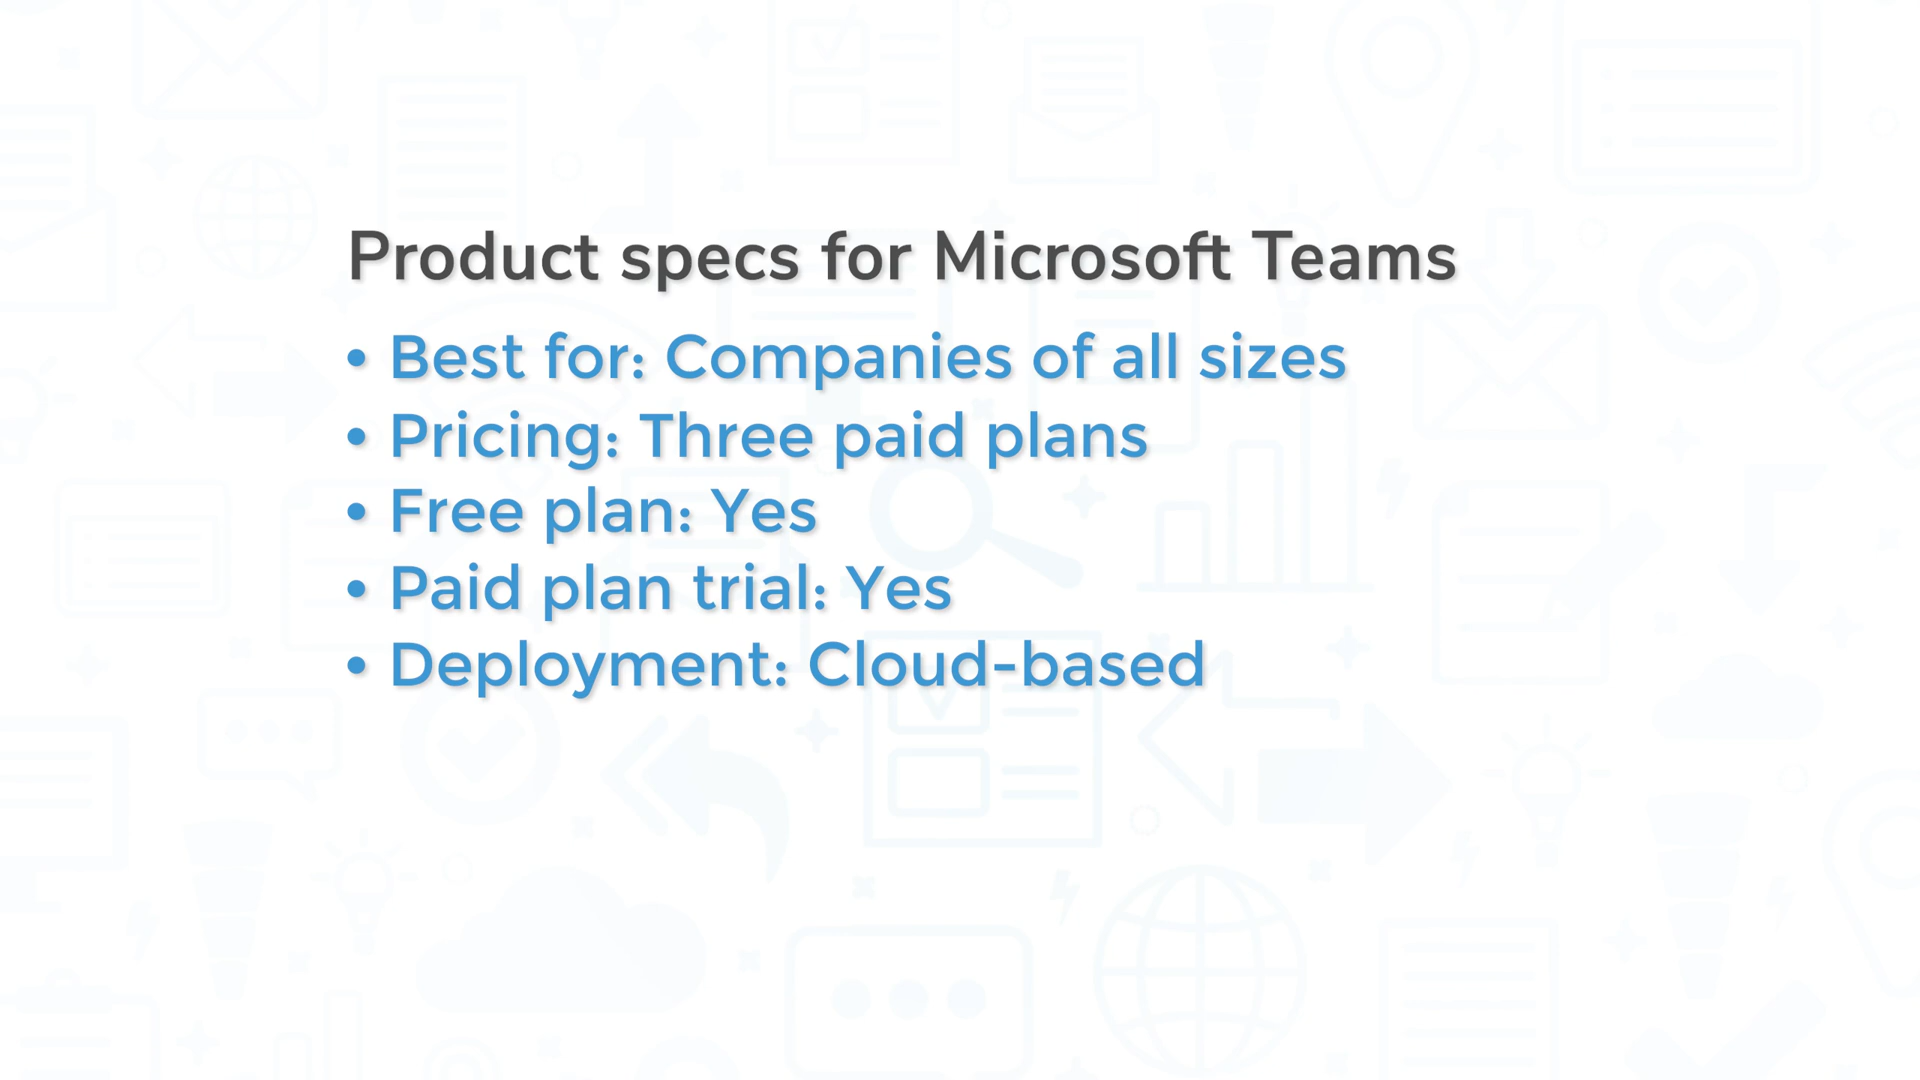 Product specs for Microsoft Teams
• Best for: Companies of all sizes
• Pricing: Three paid plans
• Free plan: Yes
• Paid plan trial: Yes
• Deployment: Cloud-based